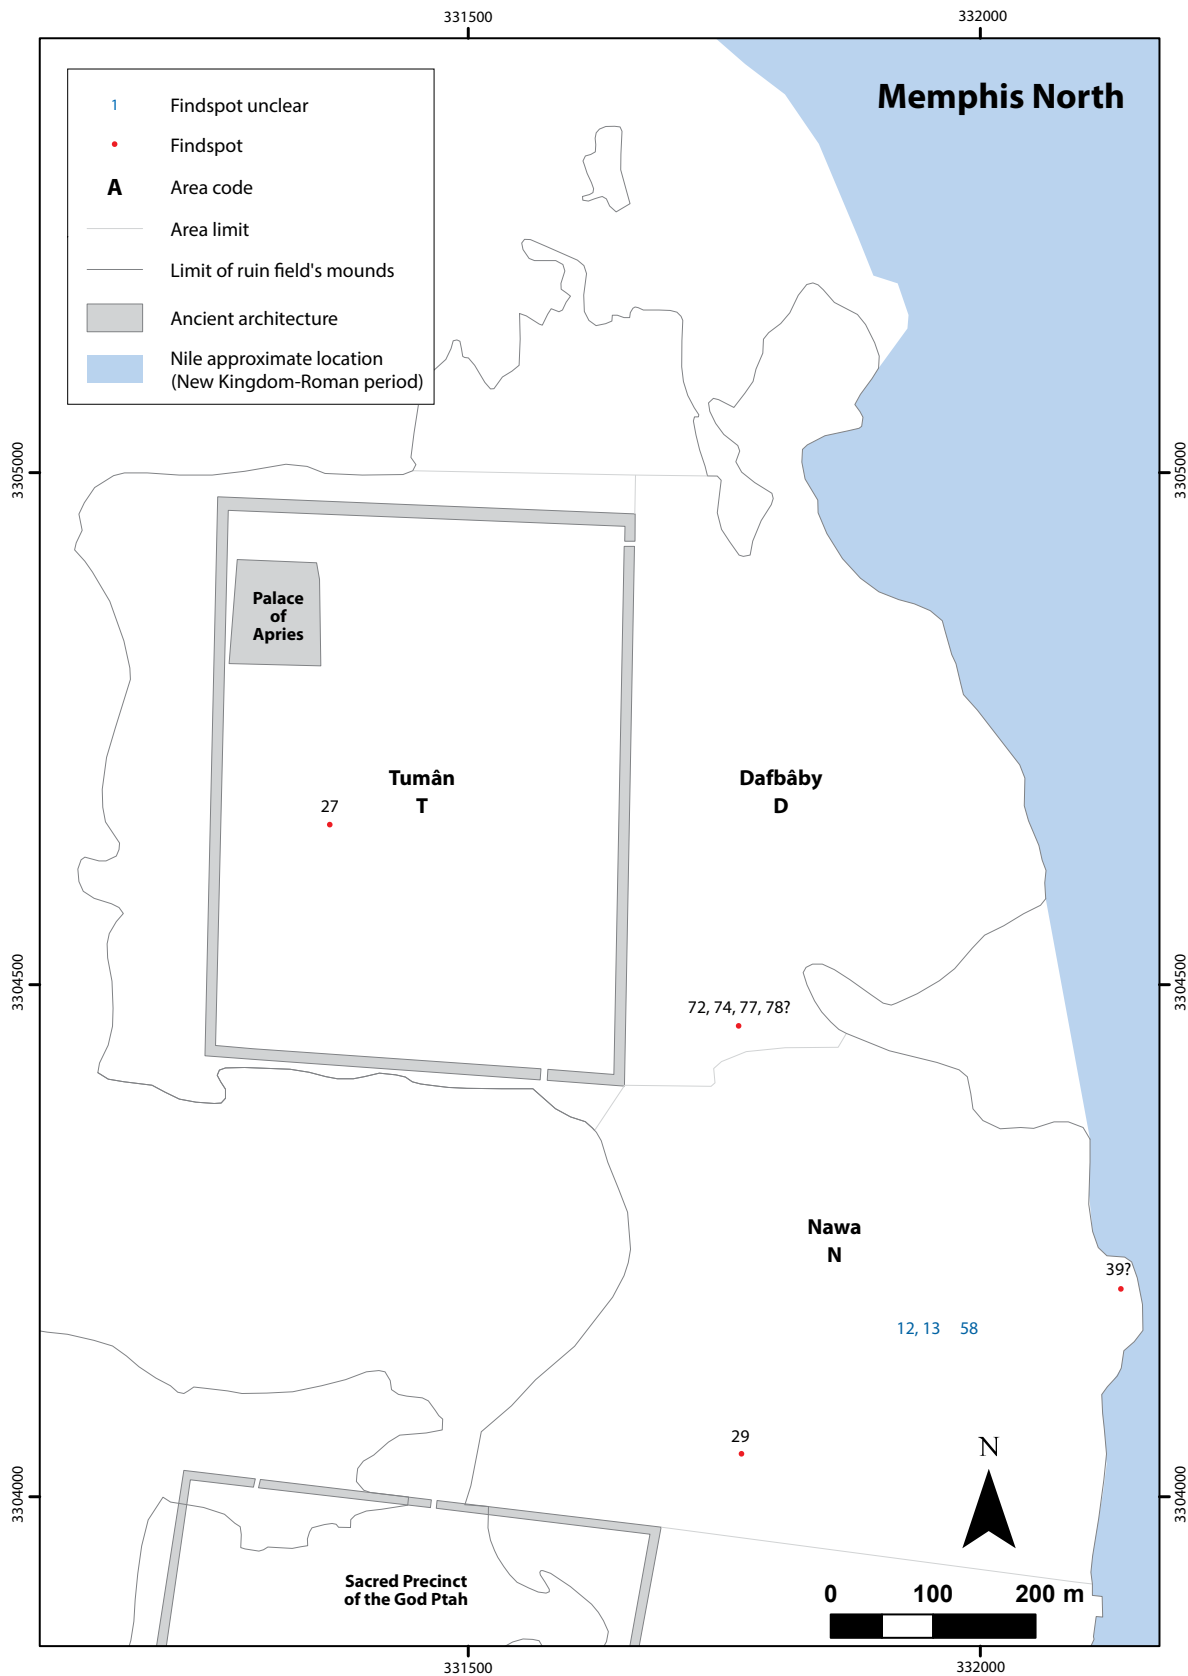 331500
332000
Memphis North
1 Findspot unclear
Findspot
A Area code
Area limit
Limit of ruin field's mounds
Ancient architecture
Nile approximate location
(New Kingdom-Roman period)
3305000
3305000
Palace
of
Apries
Tumân
T
Dafbâby
D
27
3304500
3304500
72, 74, 77, 78?
Nawa
N
39?
12, 13
58
29
N
3304000
3304000
Sacred Precinct
of the God Ptah
0 100 200 m
331500
332000